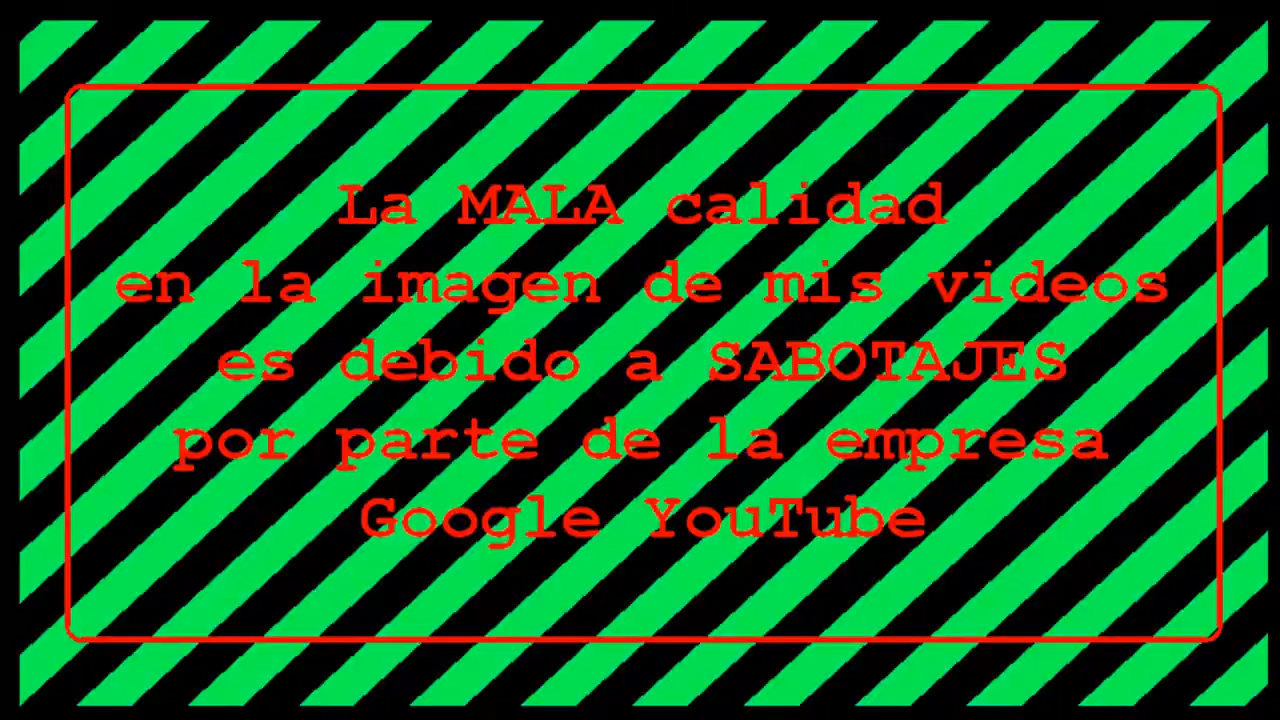 La MALA calidad
en la imagen de mis videos
es debido a SABOTAJES
por parte de la empresa
Google YouTube